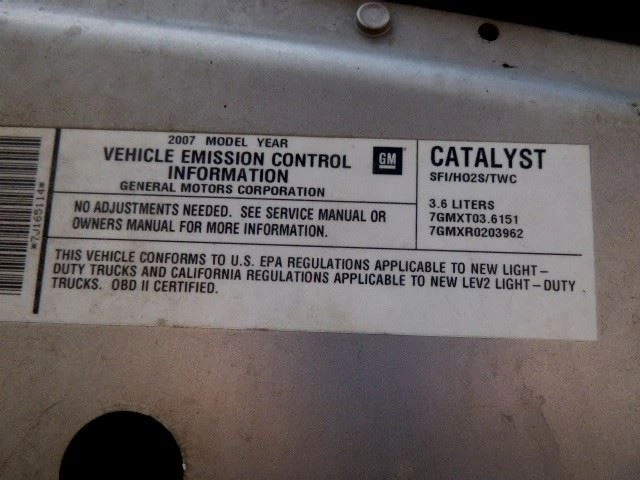 *7J165114*
2007 MODEL YEAR
VEHICLE EMISSION CONTROL
INFORMATION
GENERAL MOTORS CORPORATION
GM
NO ADJUSTMENTS NEEDED. SEE SERVICE MANUAL OR
OWNERS MANUAL FOR MORE INFORMATION.
CATALYST
SFI/HO2S/TWC
3.6 LITERS
7GMXT03.6151
7GMXR0203962
THIS VEHICLE CONFORMS TO U.S. EPA REGULATIONS APPLICABLE TO NEW LIGHT-
DUTY TRUCKS AND CALIFORNIA REGULATIONS APPLICABLE TO NEW LEV2 LIGHT-DUTY
TRUCKS. OBD II CERTIFIED.